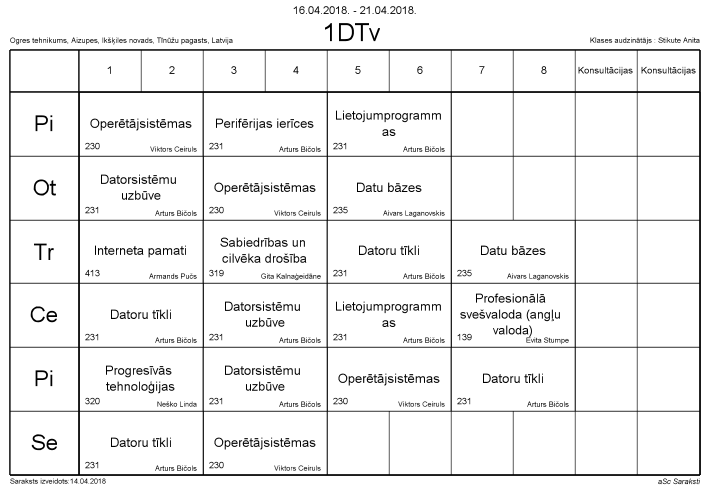 16.04.2018. - 21.04.2018.
Ogres tehnikums, Aizupes, Ikšķiles novads, Tīnūžu pagasts, Latvija
1DTv
Klases audzinātājs : Stikute Anita
1 2 3 4 5 6 7 8 Konsultācijas Konsultācijas
Pi
Operētājsistēmas
230 Viktors Ceiruls
Perifērijas ierīces
231 Arturs Bičols
Lietojumprogramm
as
231 Arturs Bičols
Ot
Datorsistēmu
uzbūve
231 Arturs Bičols
Operētājsistēmas
230 Viktors Ceiruls
Datu bāzes
235 Aivars Laganovskis
Tr
Interneta pamati
413 Armands Pučs
Sabiedrības un
cilvēka drošība
319 Gita Kalnaģeidāne
Datoru tīkli
231 Arturs Bičols
Datu bāzes
235 Aivars Laganovskis
Ce
Datoru tīkli
231 Arturs Bičols
Datorsistēmu
uzbūve
231 Arturs Bičols
Lietojumprogramm
as
231 Arturs Bičols
Profesionālā
svešvaloda (angļu
valoda)
139 Evita Stumpe
Pi
Progresīvās
tehnoloģijas
320 Neško Linda
Datorsistēmu
uzbūve
231 Arturs Bičols
Operētājsistēmas
230 Viktors Ceiruls
Datoru tīkli
231 Arturs Bičols
Se
Datoru tīkli
231 Arturs Bičols
Operētājsistēmas
230 Viktors Ceiruls
Saraksts izveidots:14.04.2018
aSc Saraksti